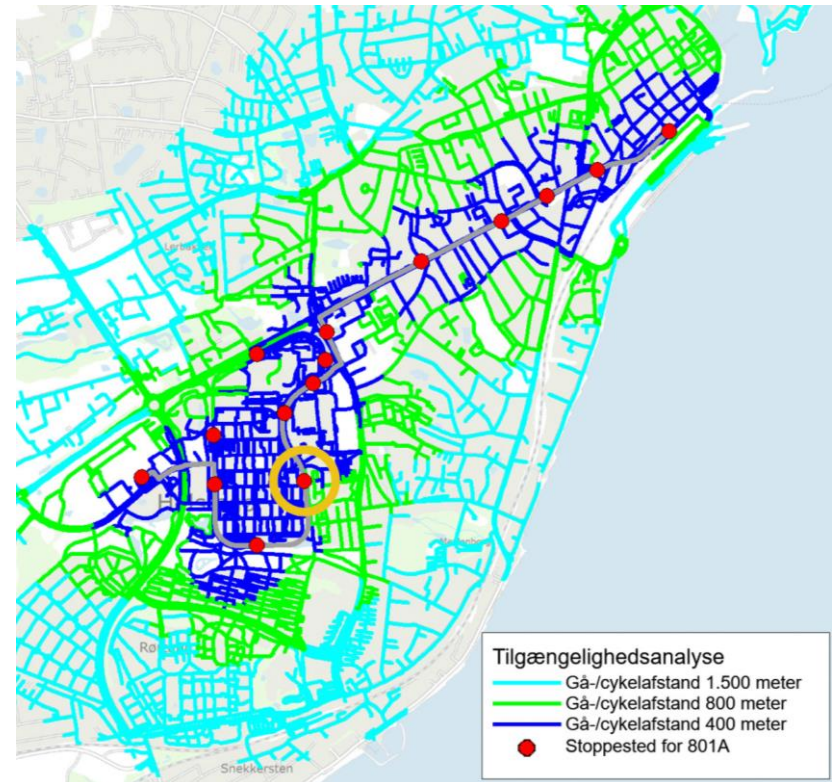 Tilgængelighedsanalyse
Gå-/cykelafstand 1.500 meter
Gå-/cykelafstand 800 meter
Gå-/cykelafstand 400 meter
Stoppested for 801A
Snekkersten